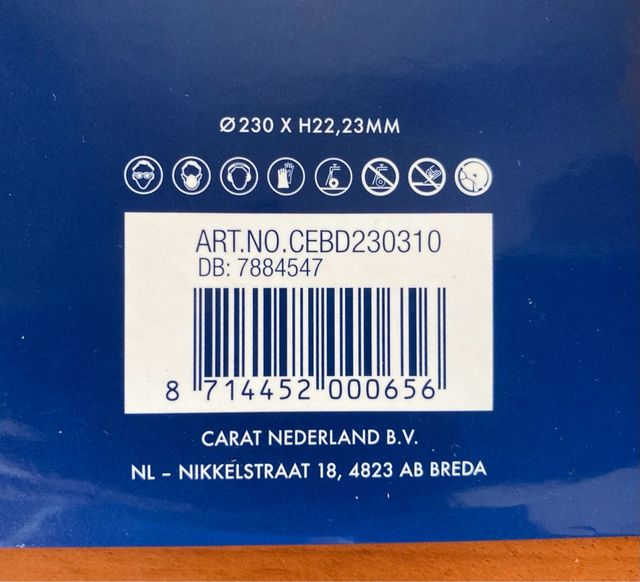 Ø230 X H22,23MM
ART.NO.CEBD230310
DB: 7884547
8 714452 000656
CARAT NEDERLAND B.V.
NL – NIKKELSTRAAT 18, 4823 AB BREDA